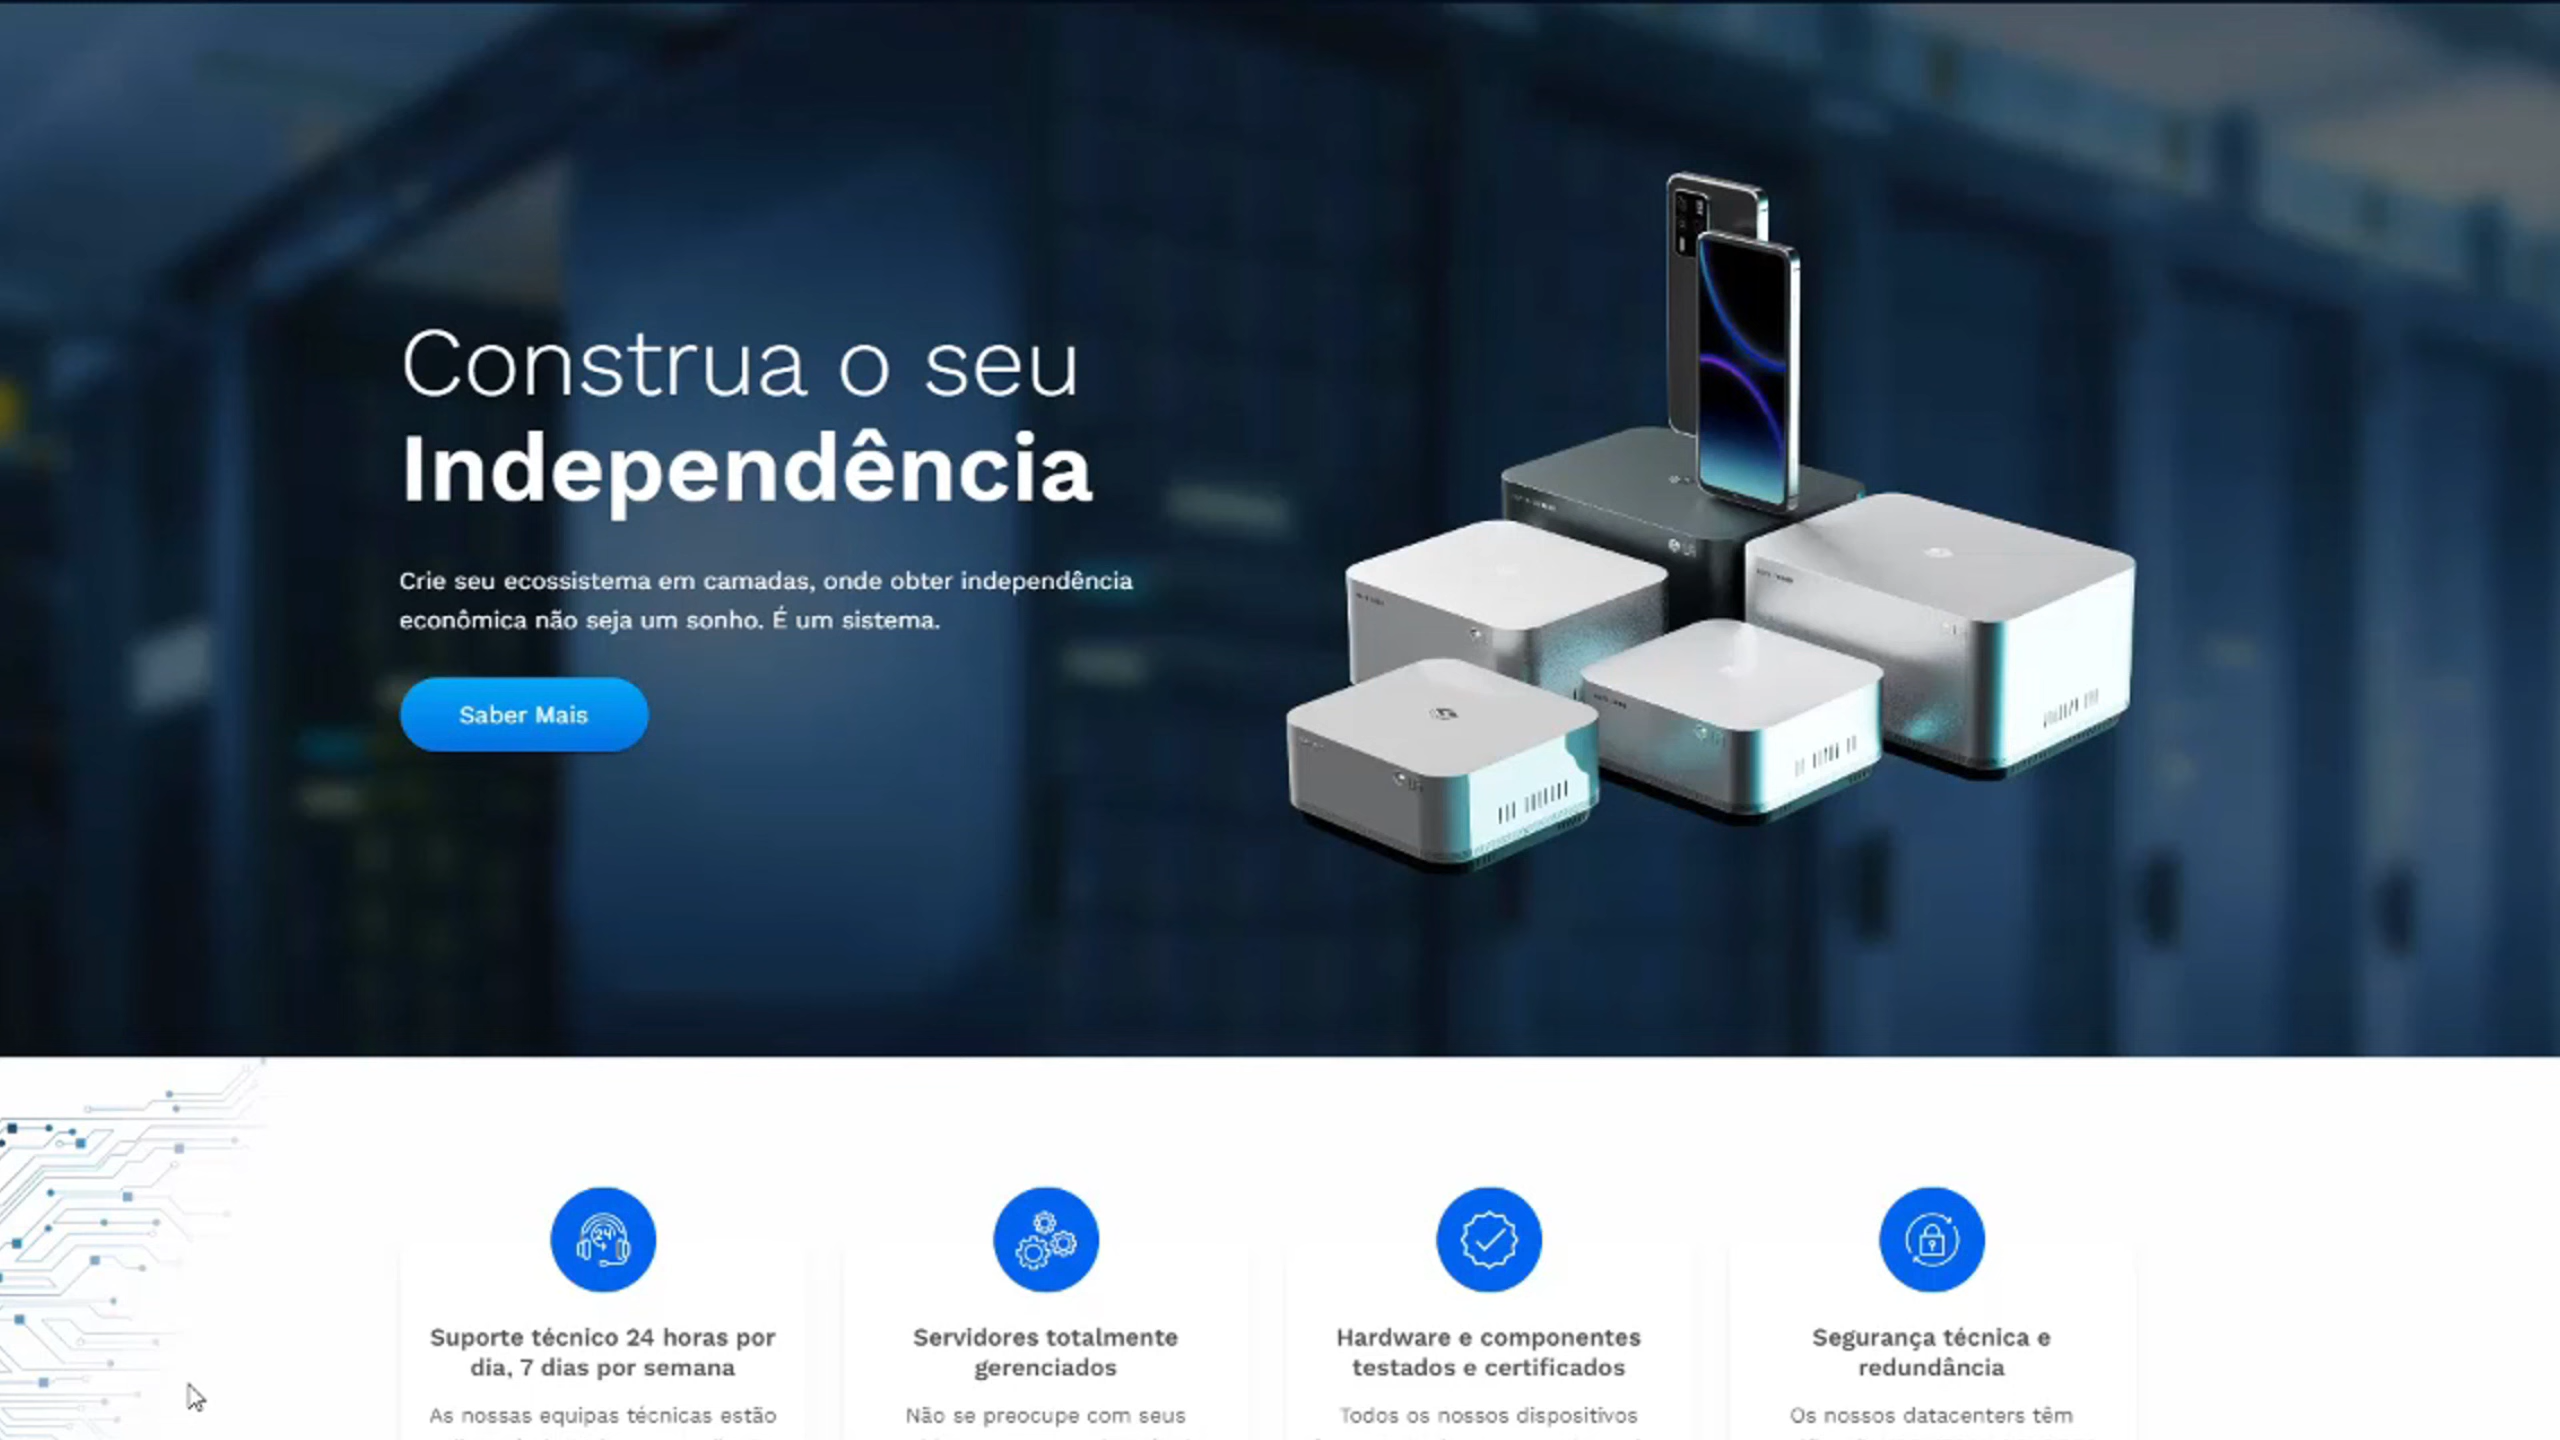 Construa o seu
Independência
Crie seu ecossistema em camadas, onde obter independência
econômica não seja um sonho. É um sistema.
Saber Mais
24
Suporte técnico 24 horas por
dia, 7 dias por semana
As nossas equipas técnicas estão
Servidores totalmente
gerenciados
Não se preocupe com seus
Hardware e componentes
testados e certificados
Todos os nossos dispositivos
Segurança técnica e
redundância
Os nossos datacenters têm